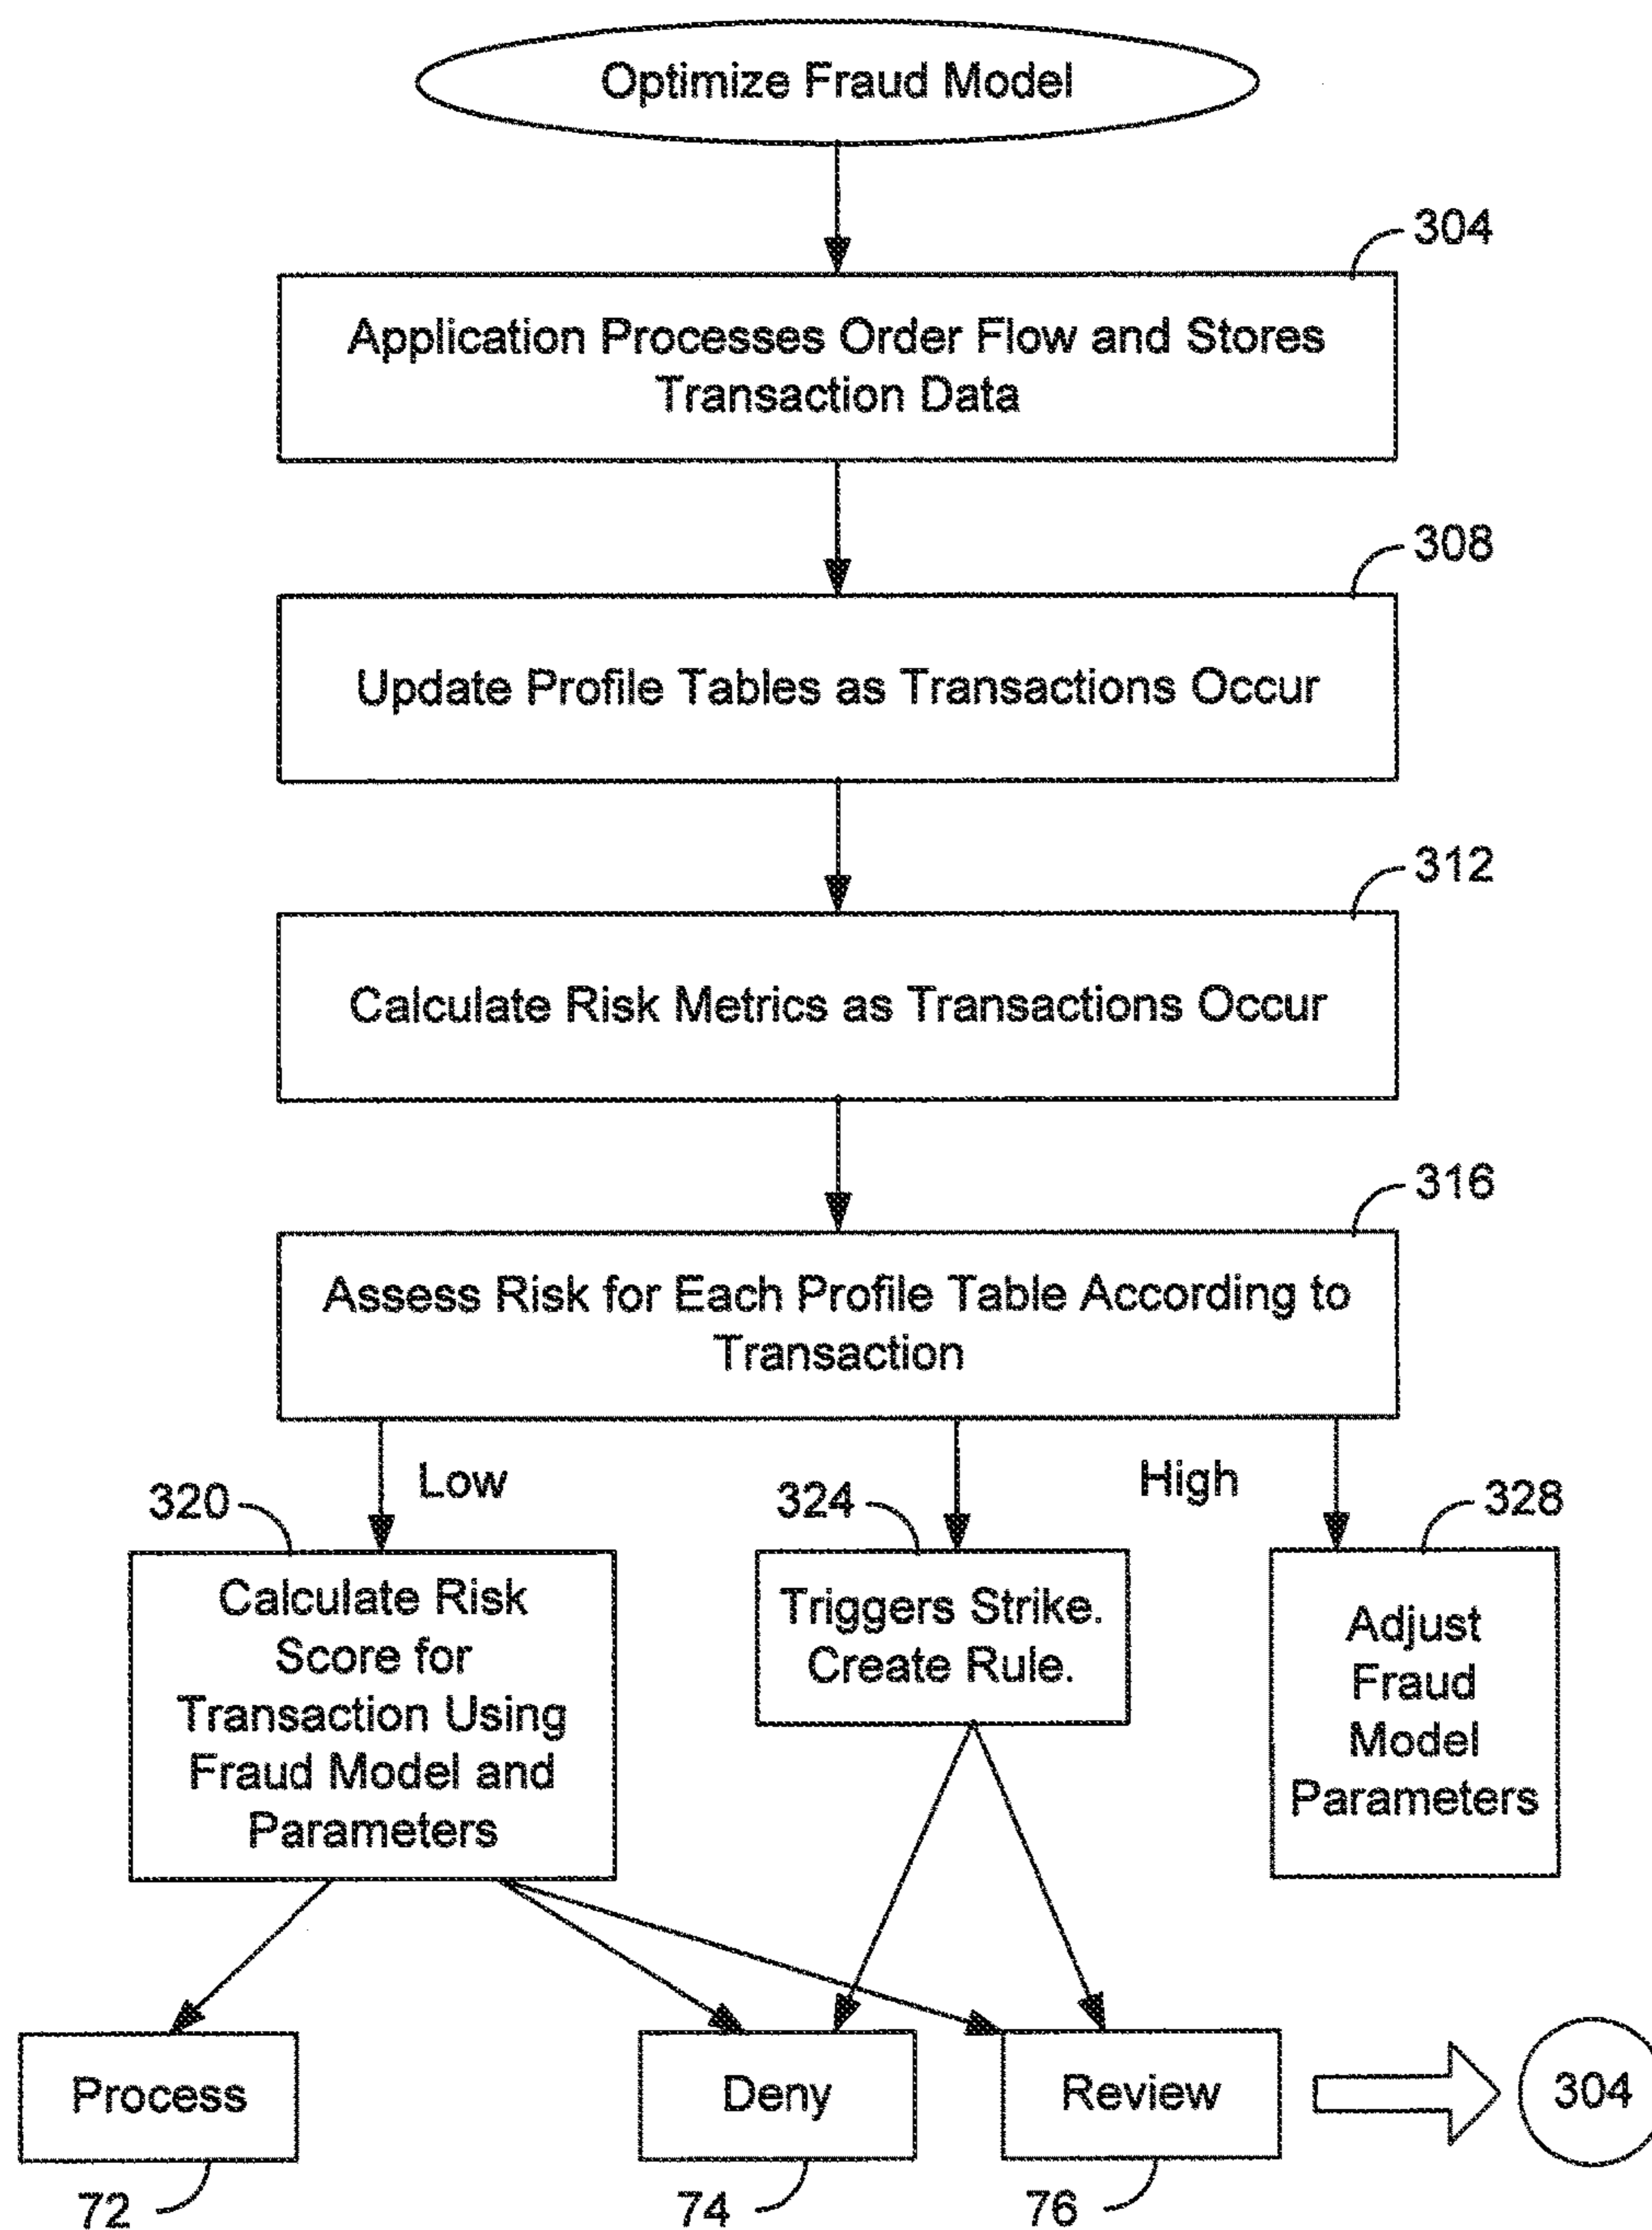 Optimize Fraud Model
304
Application Processes Order Flow and Stores
Transaction Data
308
Update Profile Tables as Transactions Occur
312
Calculate Risk Metrics as Transactions Occur
316
Assess Risk for Each Profile Table According to
Transaction
Low
High
320
324
328
Calculate Risk
Score for
Transaction Using
Fraud Model and
Parameters
Triggers Strike.
Create Rule.
Adjust
Fraud
Model
Parameters
Process
Deny
Review
304
72
74
76